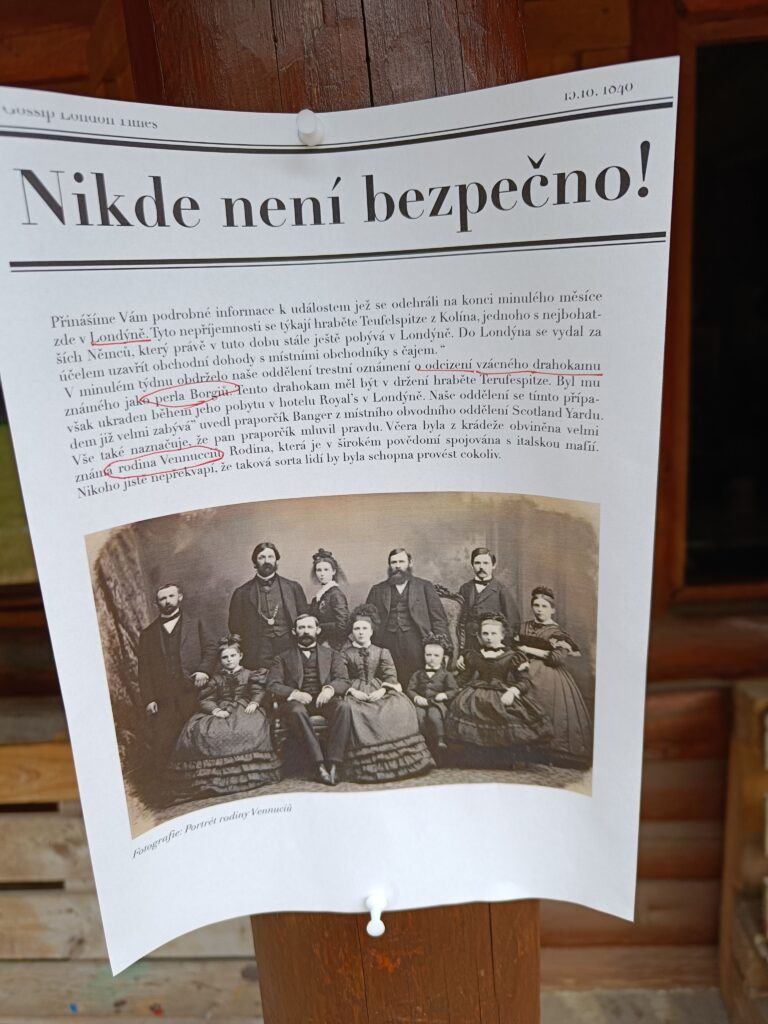 Gossip London Times
15.10. 1840
Nikde není bezpečno!
Přinášíme Vám podrobné informace k událostem jež se odehráli na konci minulého měsíce
zde v Londýně. Tyto nepříjemnosti se týkají hraběte Teufelspitze z Kolína, jednoho s nejbohat-
ších Němců, který právě v tuto dobu stále ještě pobývá v Londýně. Do Londýna se vydal za
účelem uzavřít obchodní dohody s místními obchodníky s čajem. “
V minulém týdnu obdrželo naše oddělení trestní oznámení o odcizení vzácného drahokamu
známého jako perla Borgiů. Tento drahokam měl být v držení hraběte Terufespitze. Byl mu
však ukraden během jeho pobytu v hotelu Royal’s v Londýně. Naše oddělení se tímto přípa-
dem již velmi zabývá” uvedl praporčík Banger z místního obvodního oddělení Scotland Yardu.
Vše také naznačuje, že pan praporčík mluvil pravdu. Včera byla z krádeže obviněna velmi
známa rodina Vennucciů. Rodina, která je v širokém povědomí spojována s italskou mafií.
Nikoho jistě nepřekvapí, že taková sorta lidí by byla schopna provést cokoliv.
Fotografie: Portrét rodiny Vennuciů